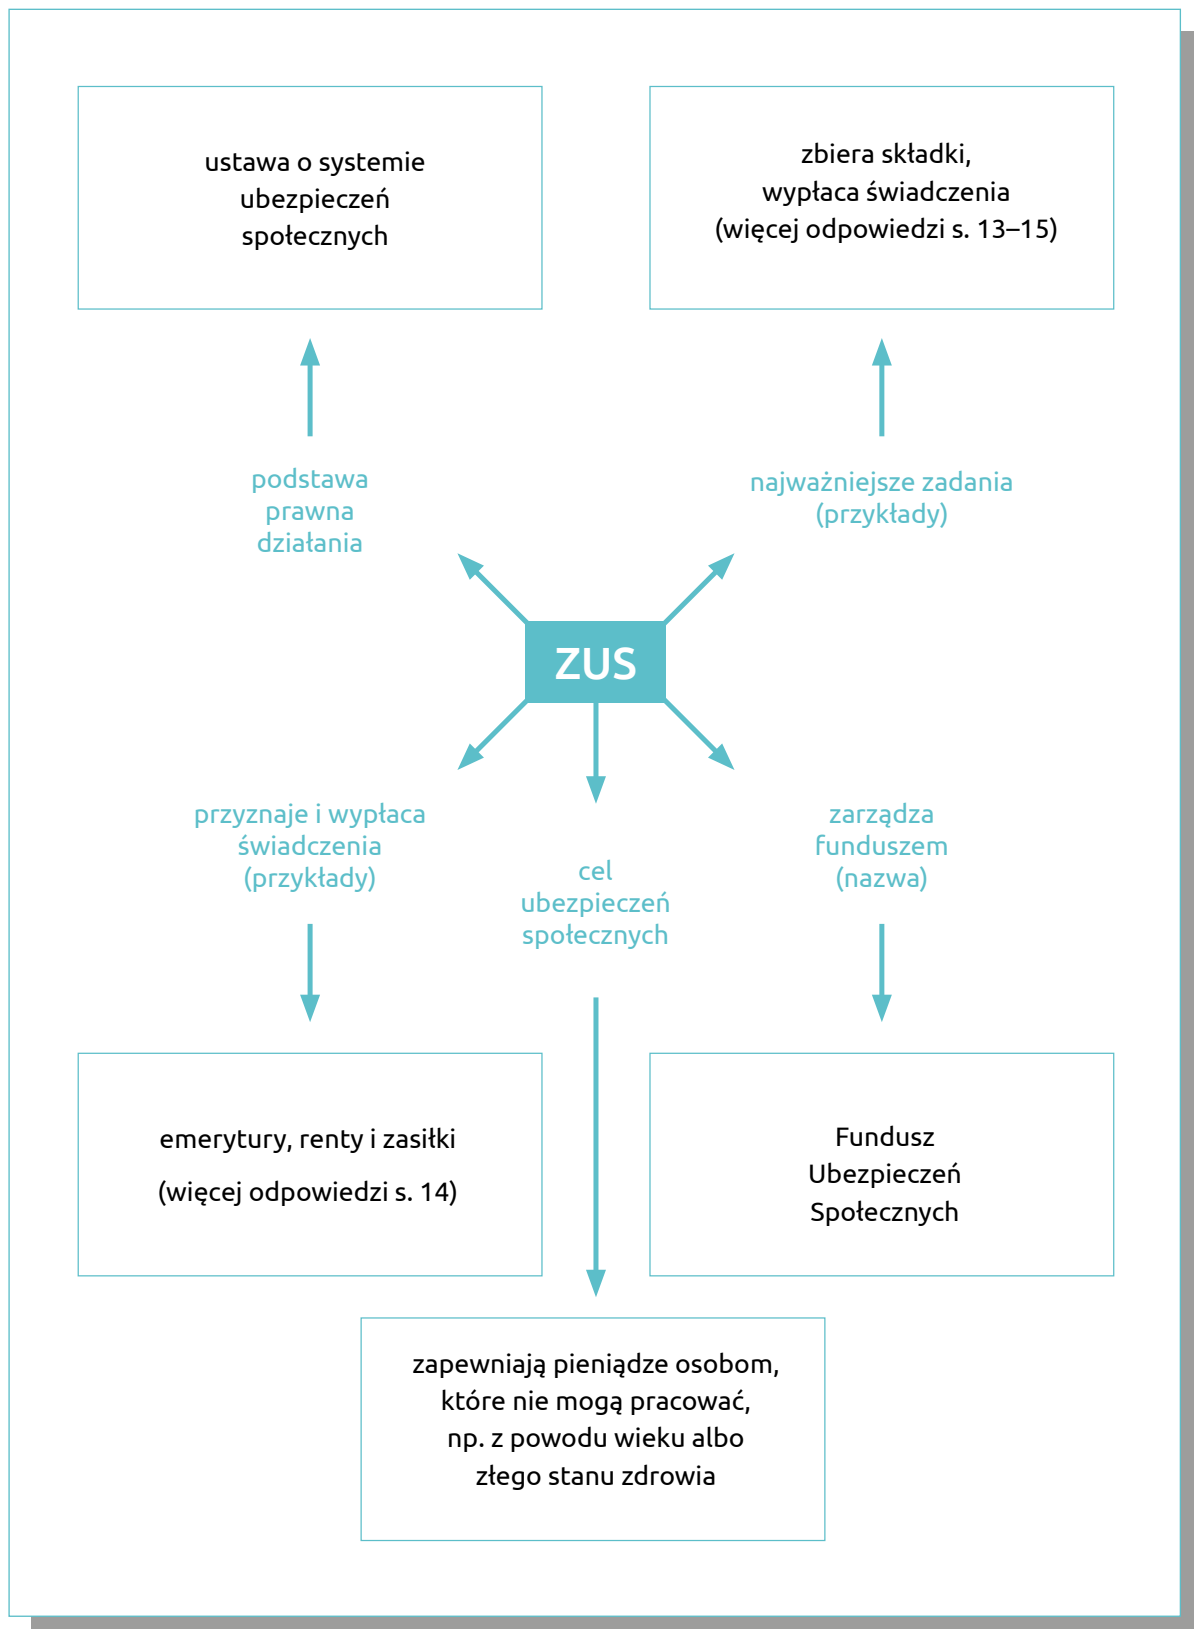 ustawa o systemie
ubezpieczeń
społecznych
zbiera składki,
wypłaca świadczenia
(więcej odpowiedzi s. 13–15)
podstawa
prawna
działania
najważniejsze zadania
(przykłady)
ZUS
przyznaje i wypłaca
świadczenia
(przykłady)
cel
ubezpieczeń
społecznych
zarządza
funduszem
(nazwa)
emerytury, renty i zasiłki
(więcej odpowiedzi s. 14)
Fundusz
Ubezpieczeń
Społecznych
zapewniają pieniądze osobom,
które nie mogą pracować,
np. z powodu wieku albo
złego stanu zdrowia